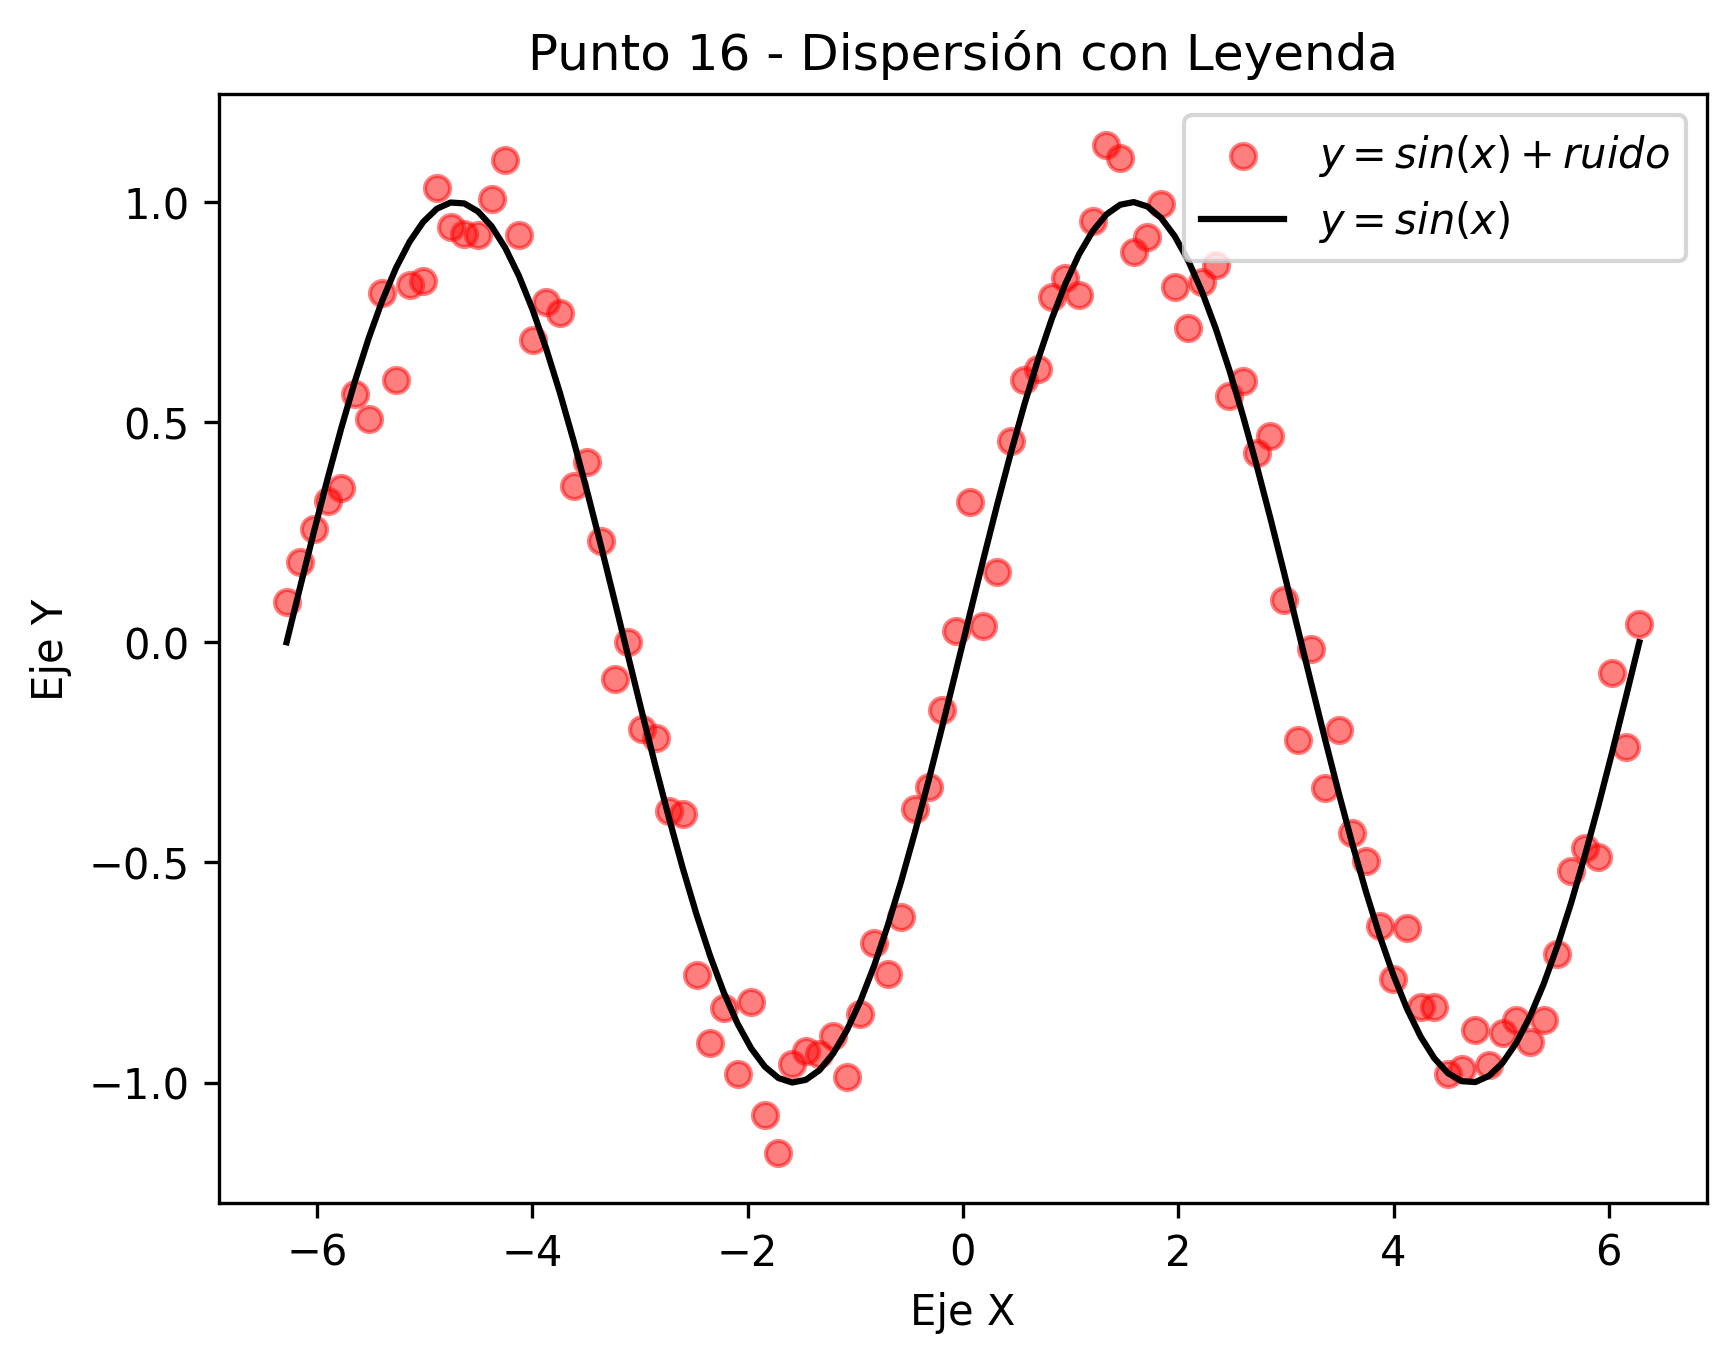 Punto 16 - Dispersión con Leyenda
y = sin(x) + ruido
y = sin(x)
1.0
0.5
0.0
−0.5
−1.0
Eje Y
−6 −4 −2 0 2 4 6
Eje X